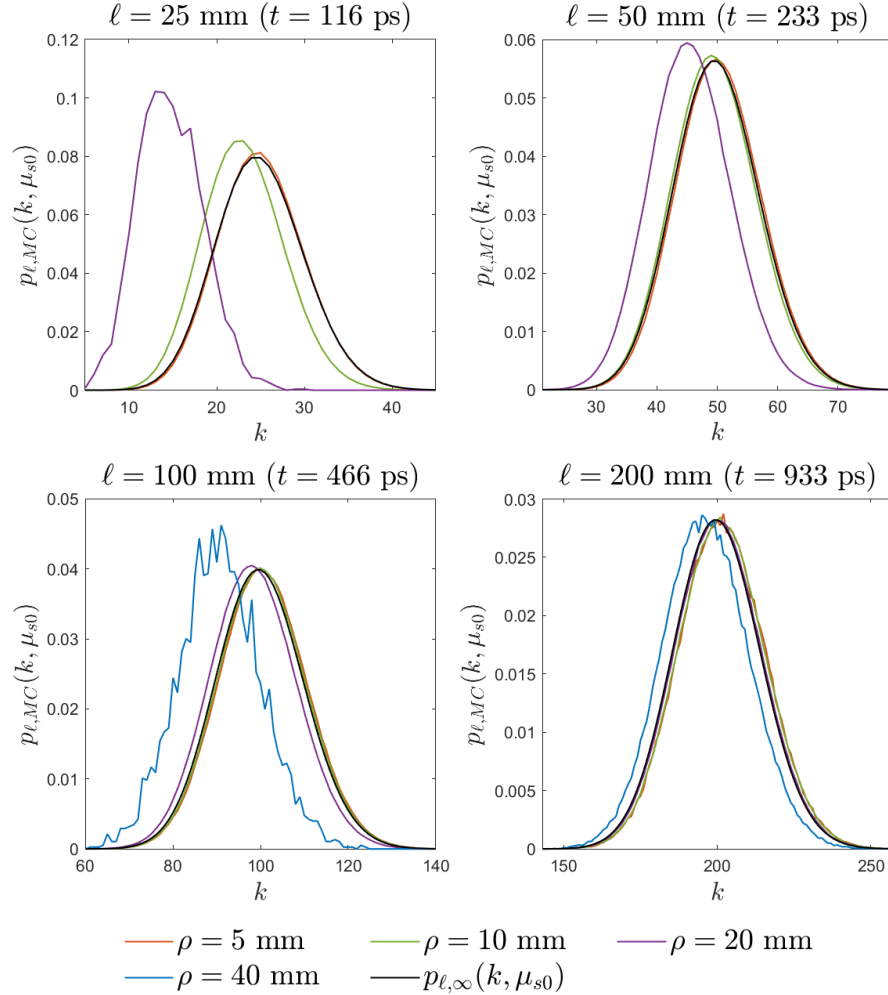 ℓ = 25 mm (t = 116 ps)
0.12
0.1
0.08
0.06
0.04
0.02
0
10 20 30 40
p_{ℓ,MC}(k, μ_{s0})
k
ℓ = 50 mm (t = 233 ps)
0.06
0.05
0.04
0.03
0.02
0.01
0
30 40 50 60 70
p_{ℓ,MC}(k, μ_{s0})
k
ℓ = 100 mm (t = 466 ps)
0.05
0.04
0.03
0.02
0.01
0
60 80 100 120 140
p_{ℓ,MC}(k, μ_{s0})
k
ℓ = 200 mm (t = 933 ps)
0.03
0.025
0.02
0.015
0.01
0.005
0
150 200 250
p_{ℓ,MC}(k, μ_{s0})
k
ρ = 5 mm ρ = 10 mm ρ = 20 mm
ρ = 40 mm p_{ℓ,∞}(k, μ_{s0})